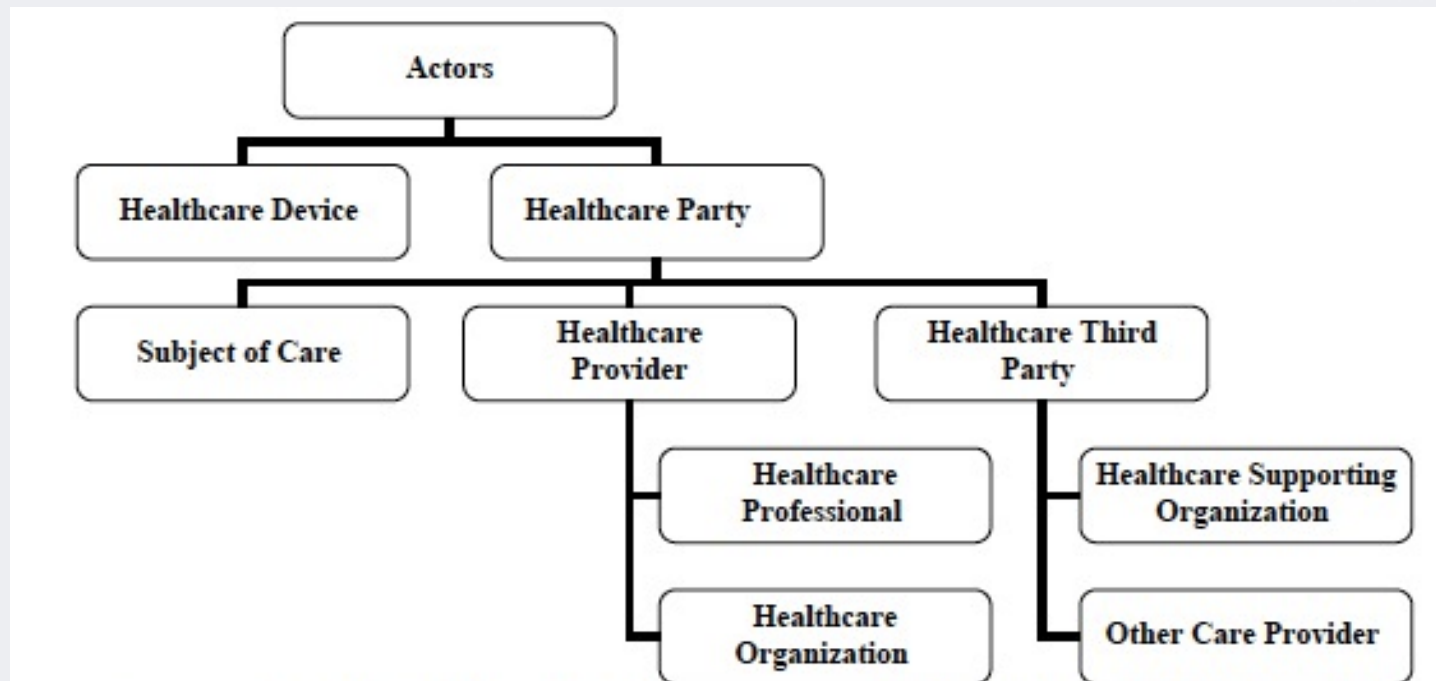 Actors
Healthcare Device
Healthcare Party
Subject of Care
Healthcare
Provider
Healthcare Third
Party
Healthcare
Professional
Healthcare Supporting
Organization
Healthcare
Organization
Other Care Provider